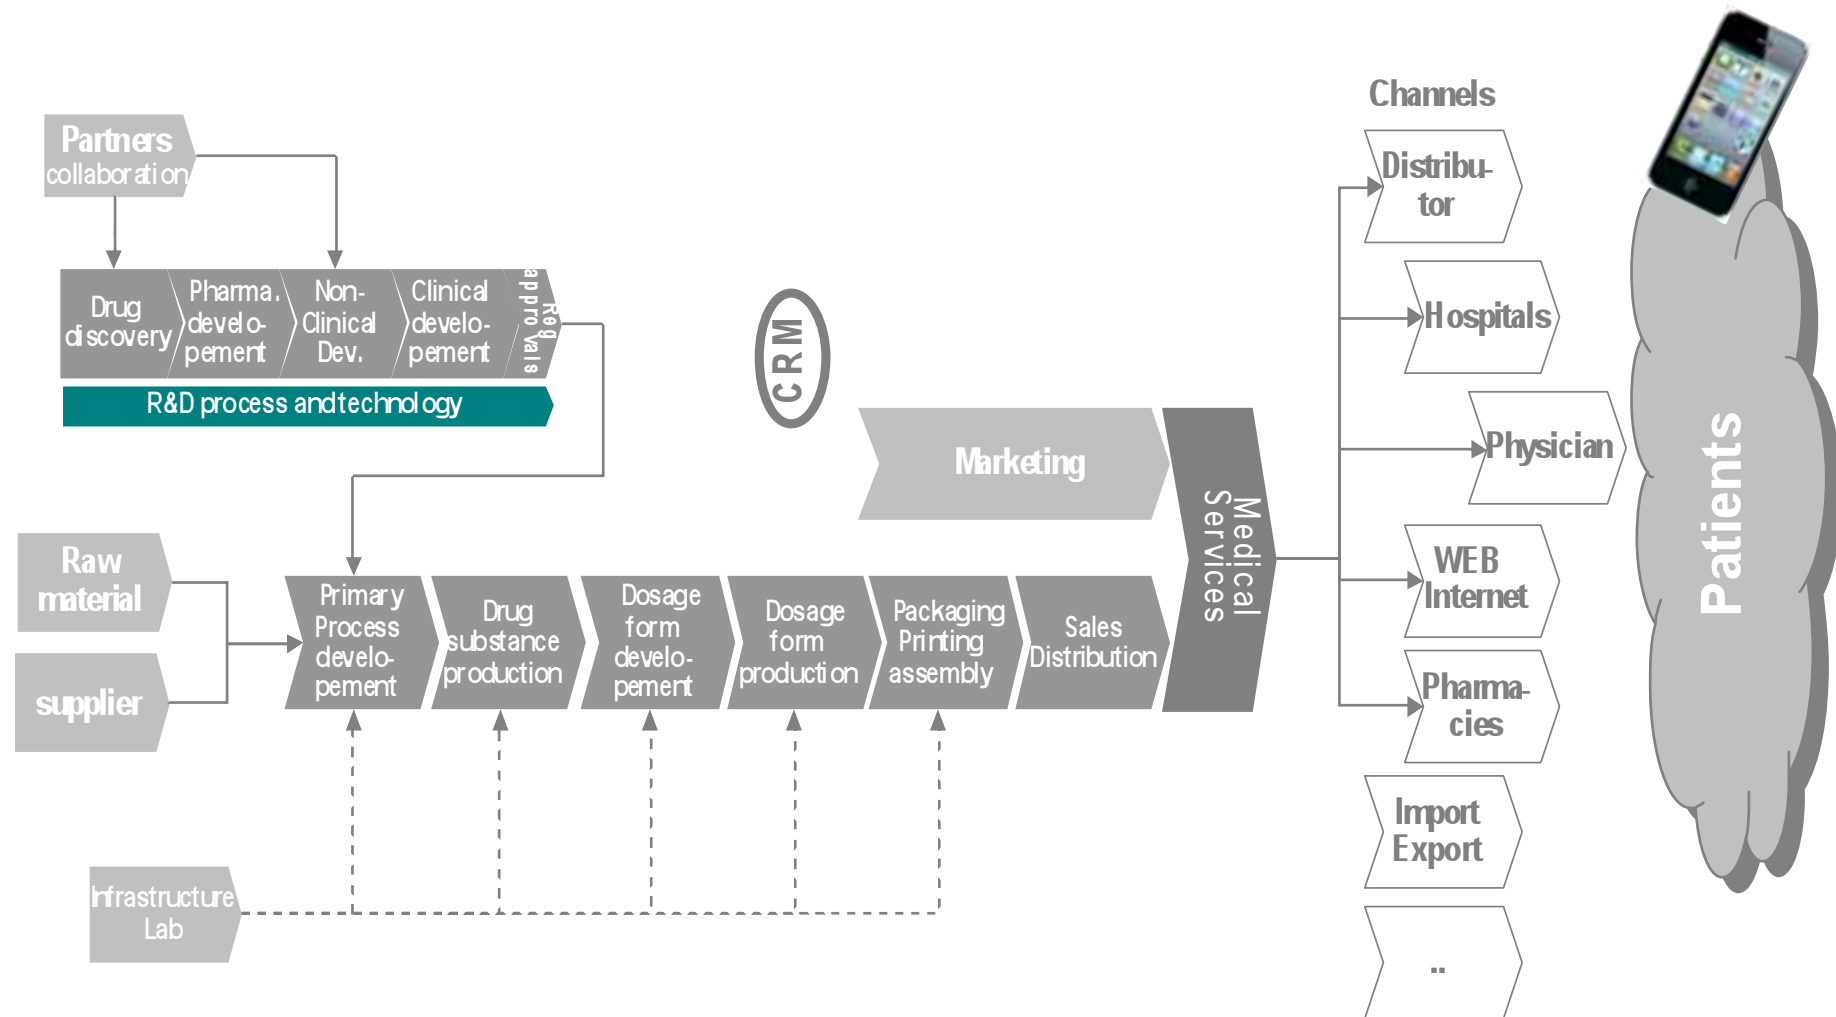 Channels
Partners
collaboration
Distribu-
tor
Drug
discovery
Pharma.
develo-
pement
Non-
Clinical
Dev.
Clinical
develo-
pement
Reg
approvals
R&D process and technology
CRM
Hospitals
Marketing
Physician
Medical
Services
Patients
Raw
material
supplier
Primary
Process
develo-
pement
Drug
substance
production
Dosage
form
develo-
pement
Dosage
form
production
Packaging
Printing
assembly
Sales
Distribution
WEB
Internet
Pharma-
cies
Import
Export
Infrastructure
Lab
..